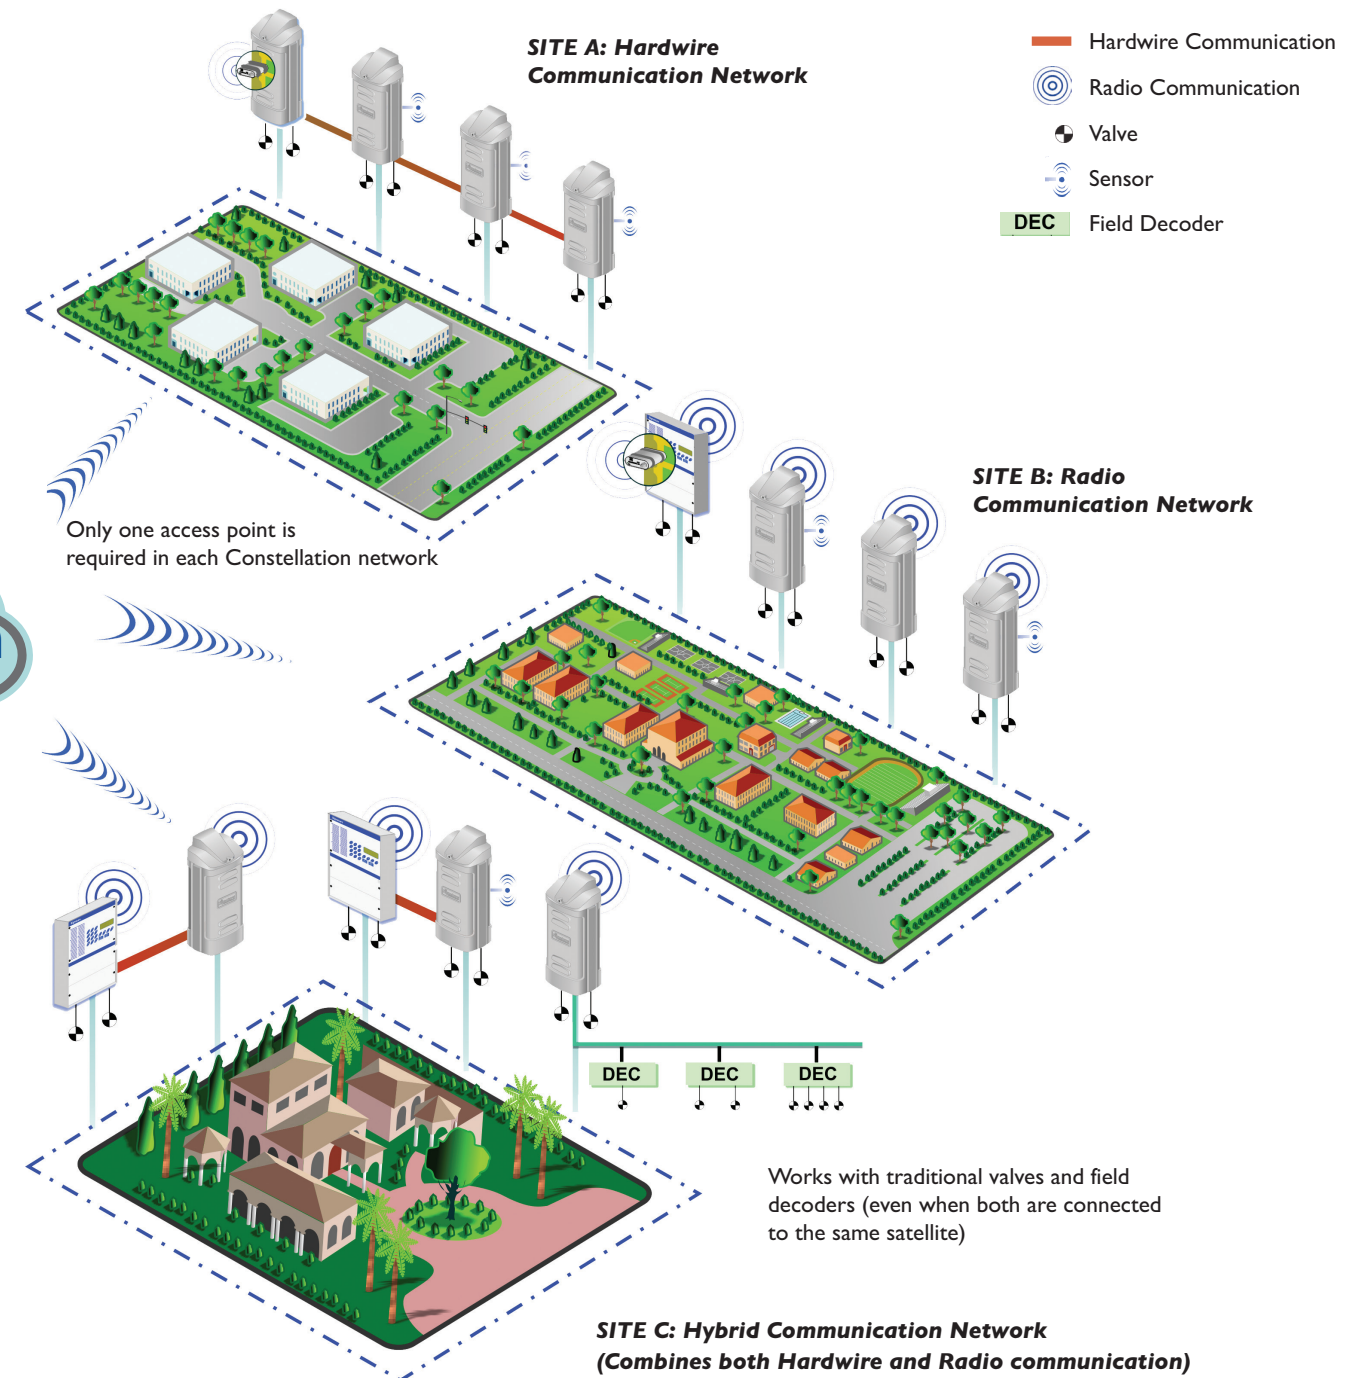 SITE A: Hardwire
Communication Network
Hardwire Communication
Radio Communication
Valve
Sensor
DEC Field Decoder
SITE B: Radio
Communication Network
Only one access point is
required in each Constellation network
DEC DEC DEC
Works with traditional valves and field
decoders (even when both are connected
to the same satellite)
SITE C: Hybrid Communication Network
(Combines both Hardwire and Radio communication)